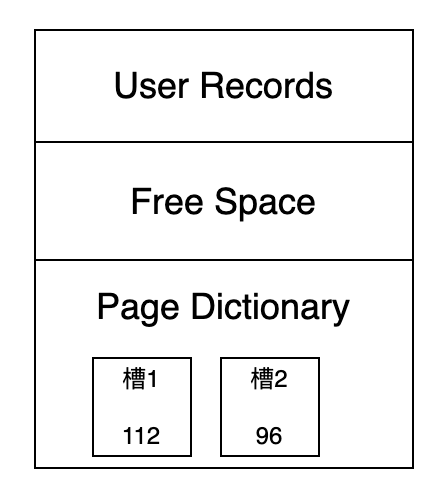 User Records
Free Space
Page Dictionary
槽1
112
槽2
96